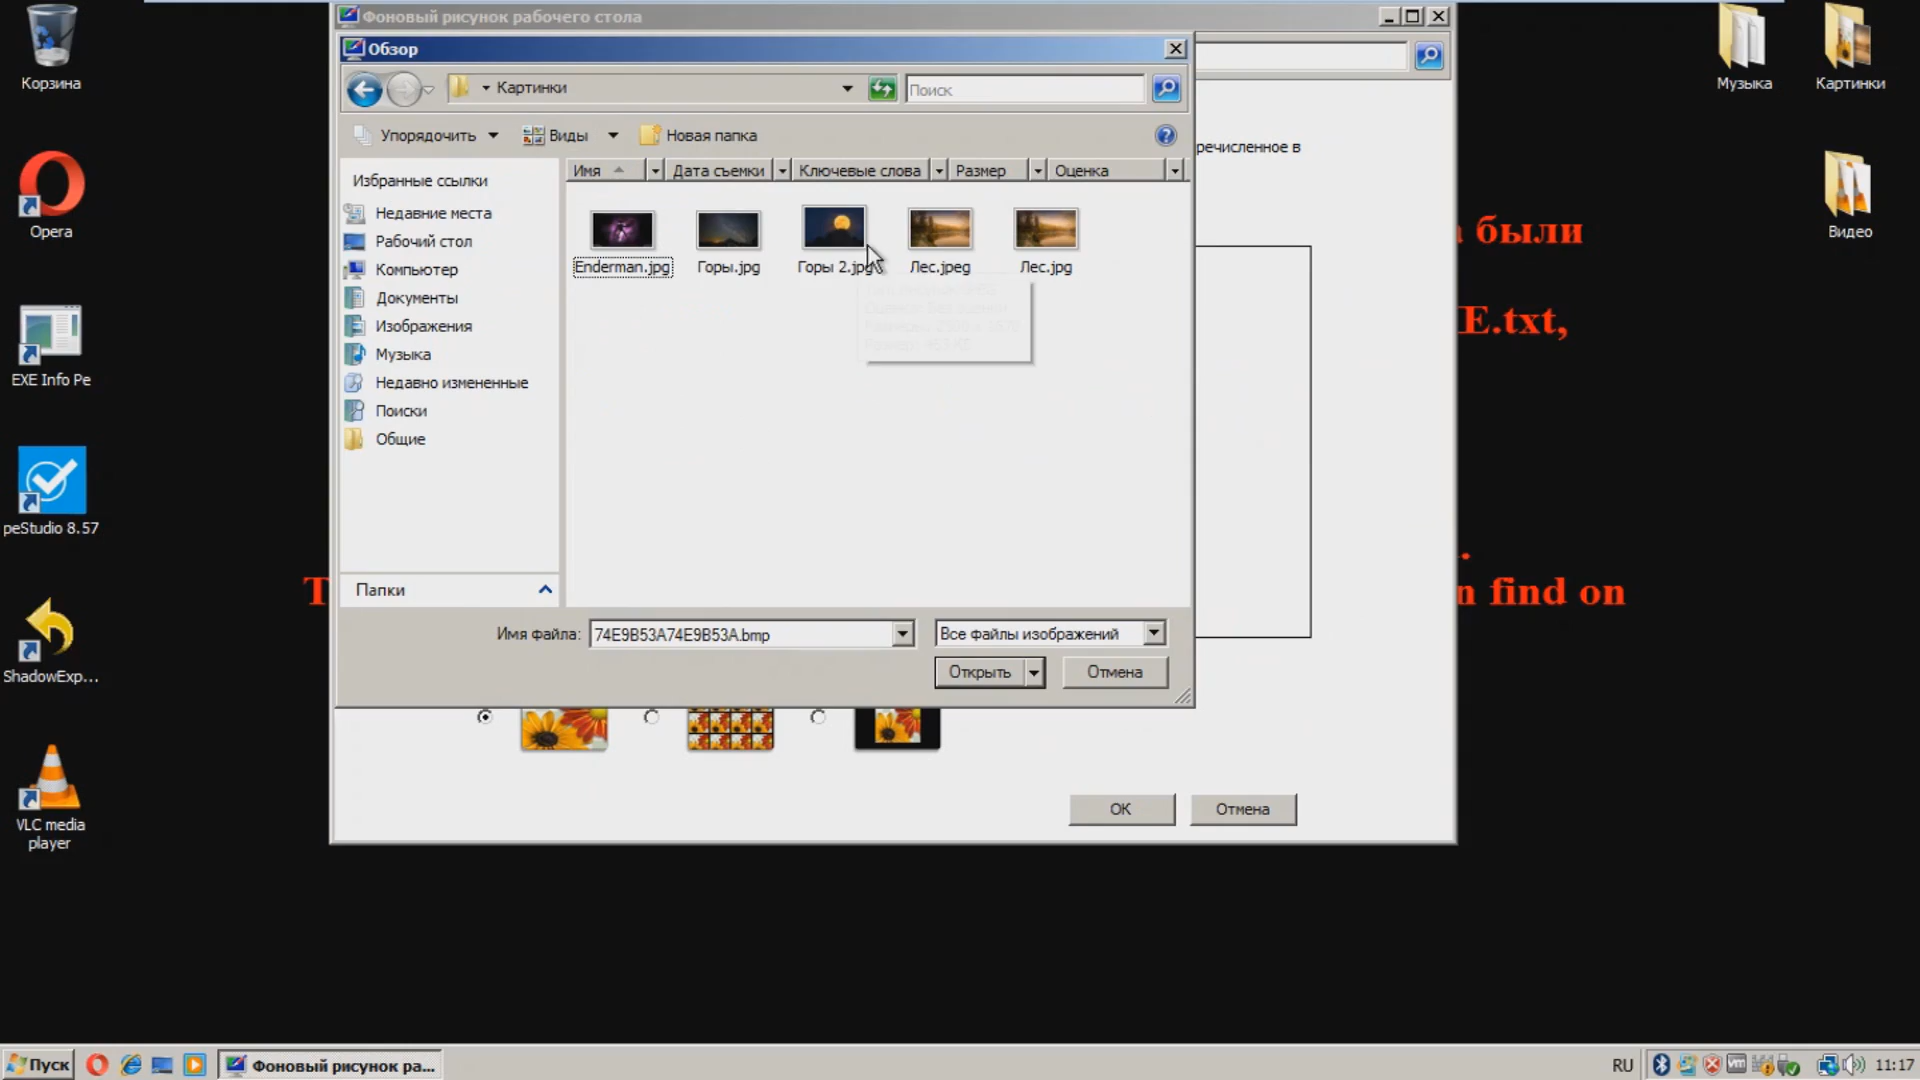 Фоновый рисунок рабочего стола
Обзор
Картинки
Поиск
Упорядочить
Виды
Новая папка
Имя
Дата съемки
Ключевые слова
Размер
Оценка
Избранные ссылки
Недавние места
Рабочий стол
Компьютер
Документы
Изображения
Музыка
Недавно измененные
Поиски
Общие
Папки
Enderman.jpg
Горы.jpg
Горы 2.jpg
Лес.jpeg
Лес.jpg
Имя файла:
74E9B53A74E9B53A.bmp
Все файлы изображений
Открыть
Отмена
речисленное в
были
E.txt,
n find on
T
OK
Отмена
Корзина
Opera
EXE Info Pe
peStudio 8.57
ShadowExp...
VLC media
player
Музыка
Картинки
Видео
Пуск
Фоновый рисунок ра...
RU
11:17